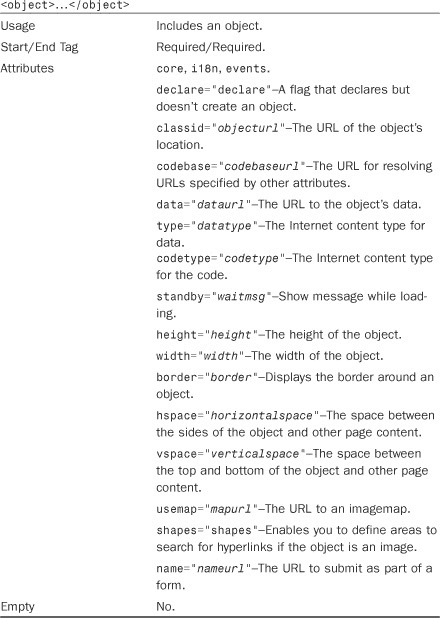 <object>...</object>
Usage Includes an object.
Start/End Tag Required/Required.
Attributes core, i18n, events.
declare="declare"–A flag that declares but
doesn't create an object.
classid="objecturl"–The URL of the object's
location.
codebase="codebaseurl"–The URL for resolving
URLs specified by other attributes.
data="dataurl"–The URL to the object's data.
type="datatype"–The Internet content type for
data.
codetype="codetype"–The Internet content type
for the code.
standby="waitmsg"–Show message while load-
ing.
height="height"–The height of the object.
width="width"–The width of the object.
border="border"–Displays the border around an
object.
hspace="horizontalspace"–The space between
the sides of the object and other page content.
vspace="verticalspace"–The space between
the top and bottom of the object and other page
content.
usemap="mapurl"–The URL to an imagemap.
shapes="shapes"–Enables you to define areas to
search for hyperlinks if the object is an image.
name="nameurl"–The URL to submit as part of a
form.
Empty No.